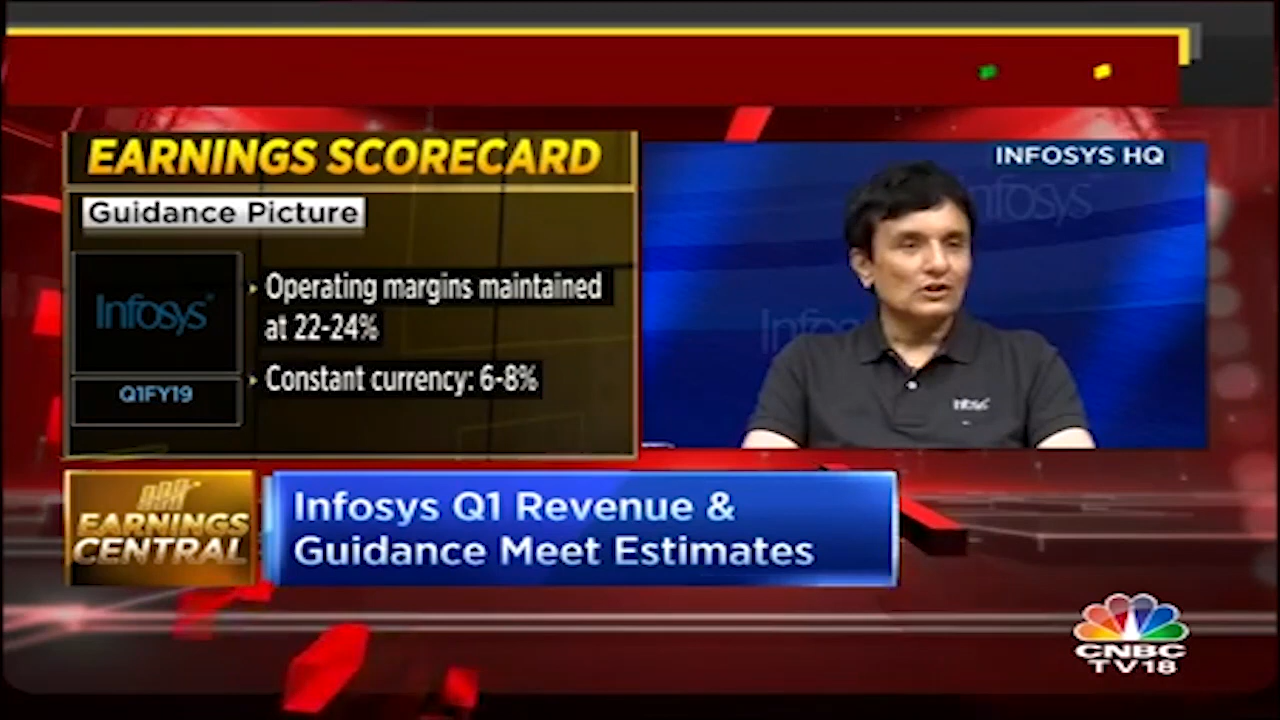 EARNINGS SCORECARD
Guidance Picture
Infosys
Q1FY19
Operating margins maintained
at 22-24%
Constant currency: 6-8%
INFOSYS HQ
Infosys
EARNINGS
CENTRAL
Infosys Q1 Revenue &
Guidance Meet Estimates
CNBC
TV18